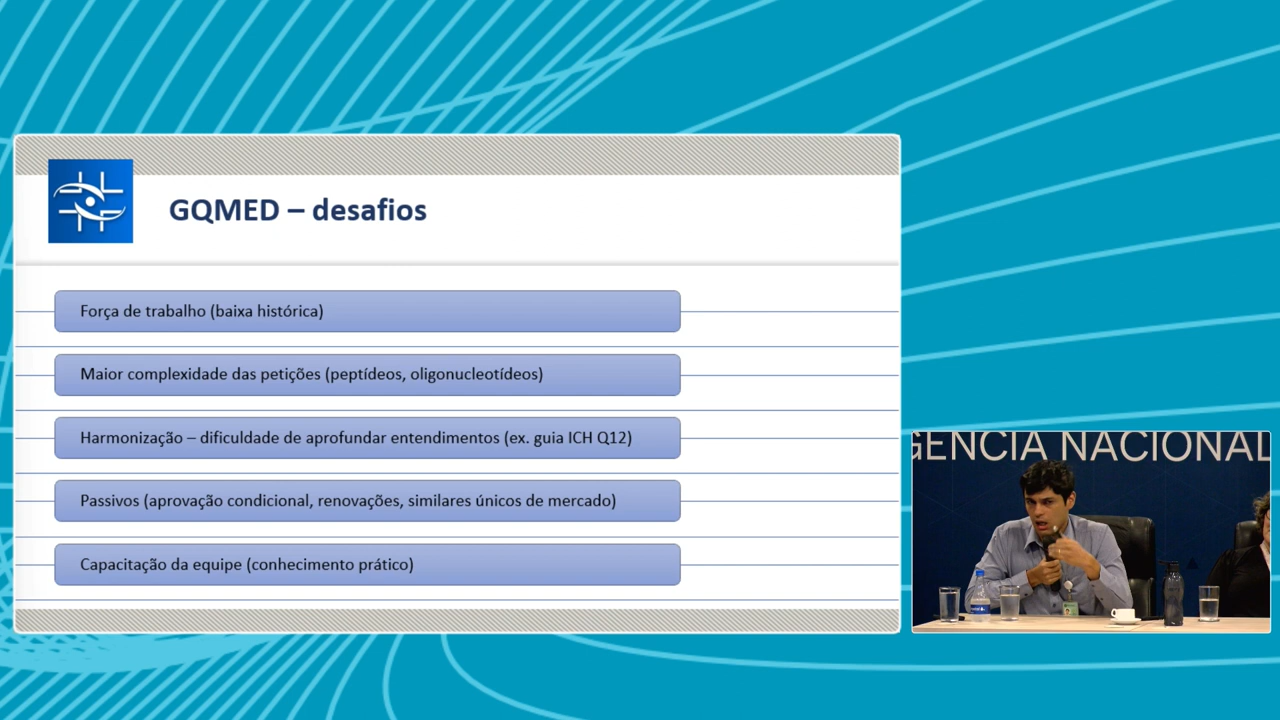 GQMED – desafios
Força de trabalho (baixa histórica)
Maior complexidade das petições (peptídeos, oligonucleotídeos)
Harmonização – dificuldade de aprofundar entendimentos (ex. guia ICH Q12)
Passivos (aprovação condicional, renovações, similares únicos de mercado)
Capacitação da equipe (conhecimento prático)
GÊNCIA NACIONAL